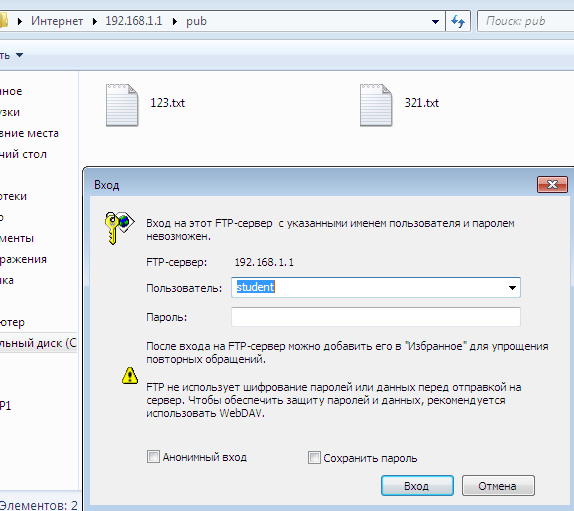 Интернет 192.168.1.1 pub Поиск: pub
ть
ное 123.txt 321.txt
узки
вние места
чий стол
Вход
отеки
о
менты
ражения
ка
ютер
льный диск (C
P1
Вход на этот FTP-сервер с указанными именем пользователя и паролем
невозможен.
FTP-сервер: 192.168.1.1
Пользователь: student
Пароль:
После входа на FTP-сервер можно добавить его в "Избранное" для упрощения
повторных обращений.
FTP не использует шифрование паролей или данных перед отправкой на
сервер. Чтобы обеспечить защиту паролей и данных, рекомендуется
использовать WebDAV.
Анонимный вход Сохранить пароль
Вход Отмена
Элементов: 2